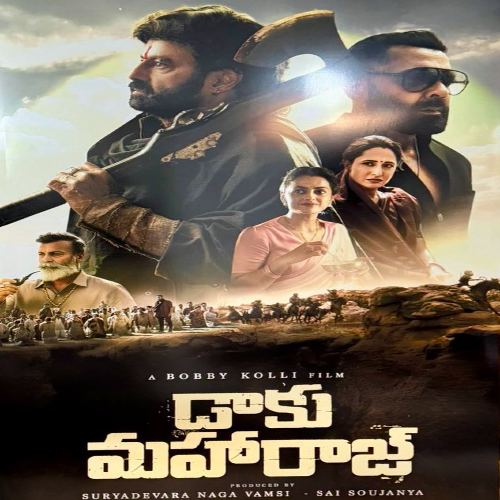 A BOBBY KOLLI FILM
డాకు
మహారాజ్
PRODUCED BY
SURYADEVARA NAGA VAMSI - SAI SOUJANYA